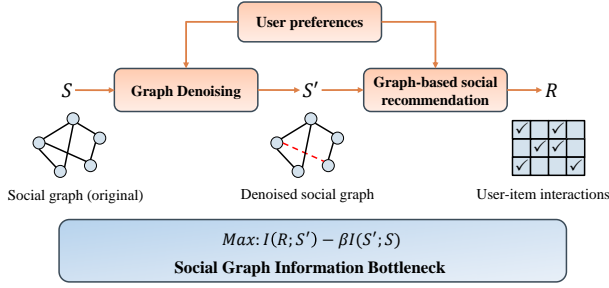 User preferences
S
Graph Denoising
S′
Graph-based social
recommendation
R
Social graph (original)
Denoised social graph
User-item interactions
Max: I(R; S′) − βI(S′; S)
Social Graph Information Bottleneck